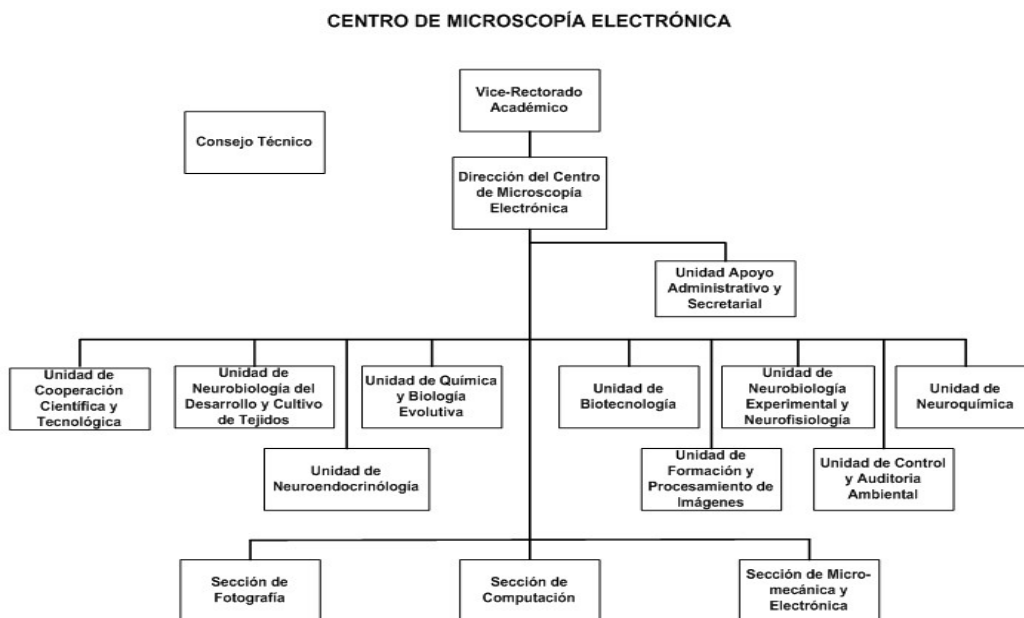 CENTRO DE MICROSCOPÍA ELECTRÓNICA
Vice-Rectorado
Académico
Consejo Técnico
Dirección del Centro
de Microscopía
Electrónica
Unidad Apoyo
Administrativo y
Secretarial
Unidad de
Cooperación
Científica y
Tecnológica
Unidad de
Neurobiología del
Desarrollo y Cultivo
de Tejidos
Unidad de Química
y Biología
Evolutiva
Unidad de
Biotecnología
Unidad de
Neurobiología
Experimental y
Neurofisiología
Unidad de
Neuroquímica
Unidad de
Neuroendocrinólogía
Unidad de
Formación y
Procesamiento de
Imágenes
Unidad de Control
y Auditoria
Ambiental
Sección de
Fotografía
Sección de
Computación
Sección de Micro-
mecánica y
Electrónica